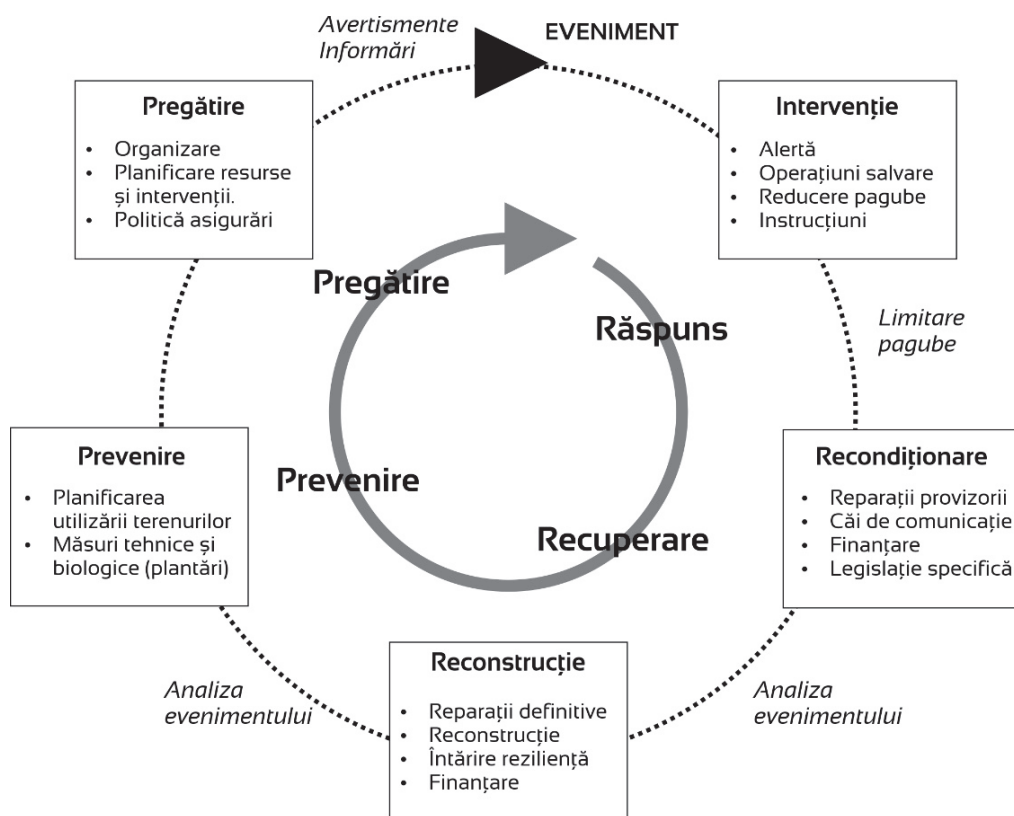 Avertismente
Informări
EVENIMENT
Pregătire
• Organizare
• Planificare resurse
și intervenții.
• Politică asigurări
Intervenție
• Alertă
• Operațiuni salvare
• Reducere pagube
• Instrucțiuni
Pregătire
Răspuns
Limitare
pagube
Prevenire
• Planificarea
utilizării terenurilor
• Măsuri tehnice și
biologice (plantări)
Prevenire
Recuperare
Recondiționare
• Reparații provizorii
• Căi de comunicație
• Finanțare
• Legislație specifică
Analiza
evenimentului
Reconstrucție
• Reparații definitive
• Reconstrucție
• Întărire reziliență
• Finanțare
Analiza
evenimentului